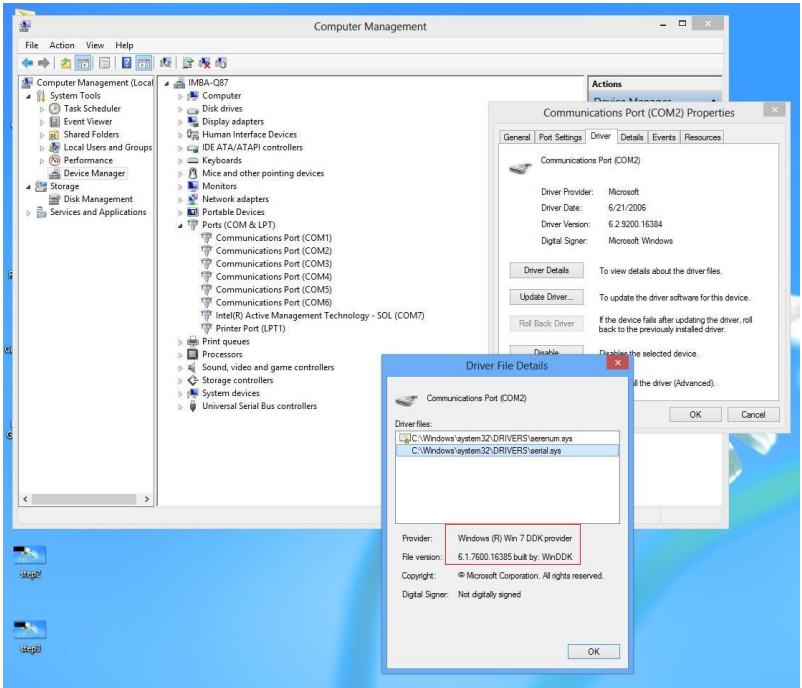 Computer Management
File Action View Help
Computer Management (Local
System Tools
Task Scheduler
Event Viewer
Shared Folders
Local Users and Groups
Performance
Device Manager
Storage
Disk Management
Services and Applications
IMBA-Q87
Computer
Disk drives
Display adapters
Human Interface Devices
IDE ATA/ATAPI controllers
Keyboards
Mice and other pointing devices
Monitors
Network adapters
Portable Devices
Ports (COM & LPT)
Communications Port (COM1)
Communications Port (COM2)
Communications Port (COM3)
Communications Port (COM4)
Communications Port (COM5)
Communications Port (COM6)
Intel(R) Active Management Technology - SOL (COM7)
Printer Port (LPT1)
Print queues
Processors
Sound, video and game controllers
Storage controllers
System devices
Universal Serial Bus controllers
Actions
Device Manager
Communications Port (COM2) Properties
General Port Settings Driver Details Events Resources
Communications Port (COM2)
Driver Provider: Microsoft
Driver Date: 6/21/2006
Driver Version: 6.2.9200.16384
Digital Signer: Microsoft Windows
Driver Details To view details about the driver files.
Update Driver... To update the driver software for this device.
Roll Back Driver If the device fails after updating the driver, roll
back to the previously installed driver.
Disable Disables the selected device.
the driver (Advanced).
OK Cancel
Driver File Details
Communications Port (COM2)
Driver files:
C:\Windows\system32\DRIVERS\serenum.sys
C:\Windows\system32\DRIVERS\serial.sys
Provider: Windows (R) Win 7 DDK provider
File version: 6.1.7600.16385 built by: WinDDK
Copyright: © Microsoft Corporation. All rights reserved.
Digital Signer: Not digitally signed
OK
step2
step3